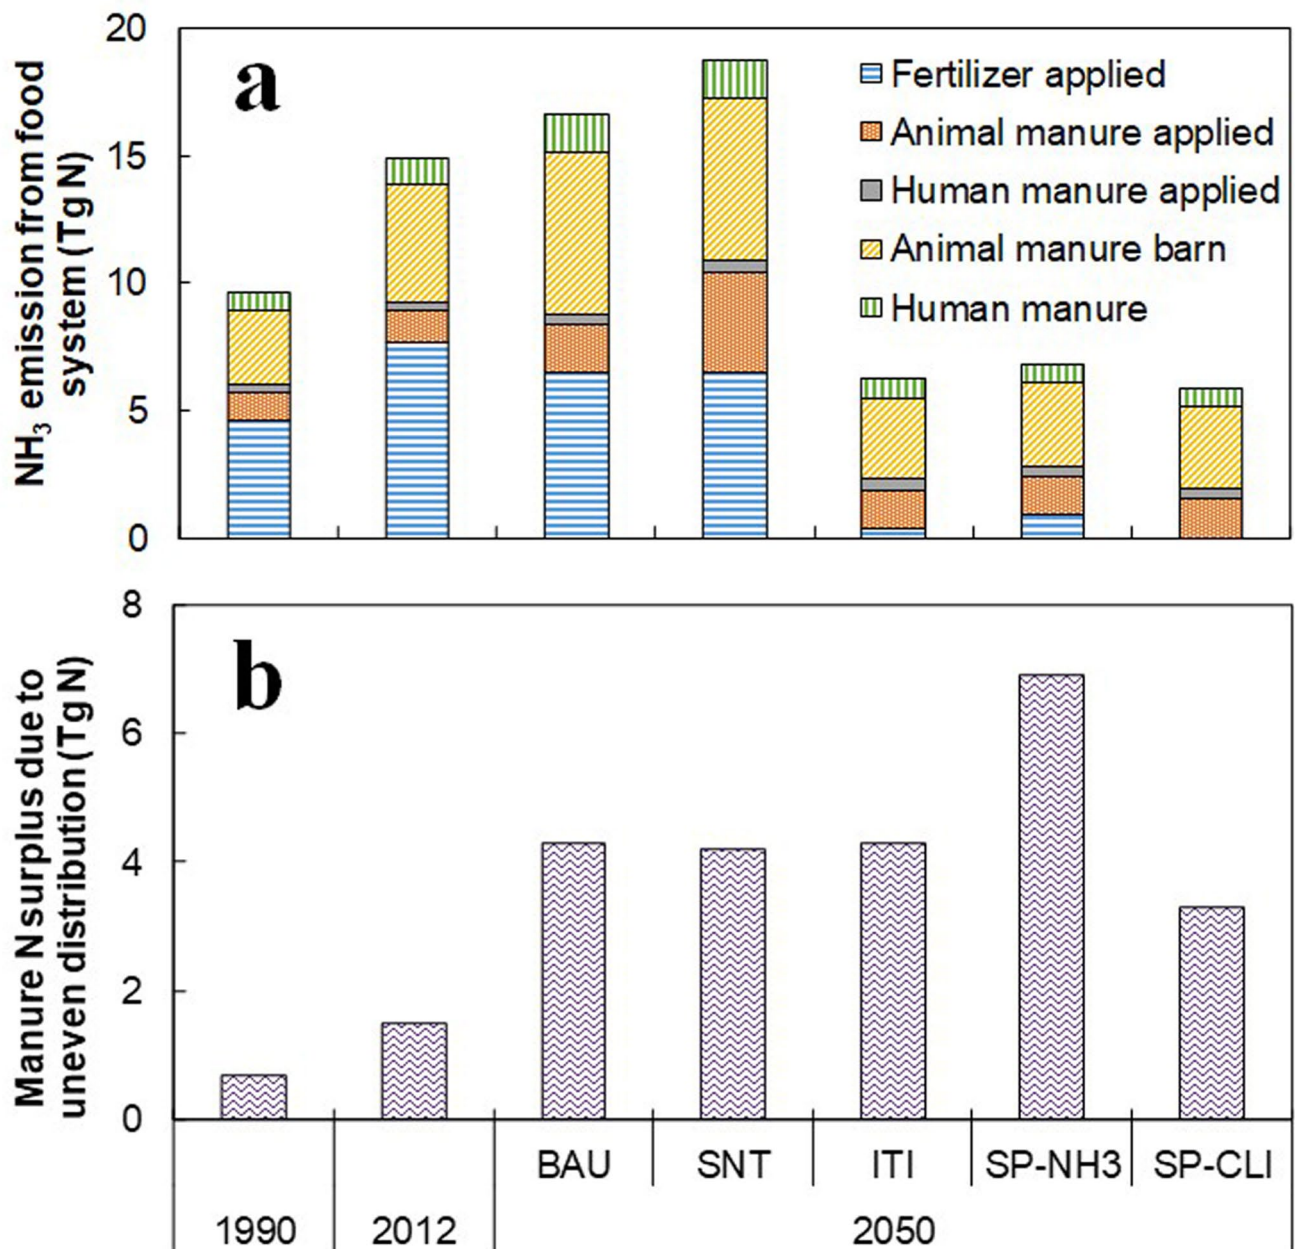 a
NH3 emission from food
system (Tg N)
20
15
10
5
0
Fertilizer applied
Animal manure applied
Human manure applied
Animal manure barn
Human manure
b
Manure N surplus due to
uneven distribution (Tg N)
8
6
4
2
0
BAU SNT ITI SP-NH3 SP-CLI
1990 2012 2050